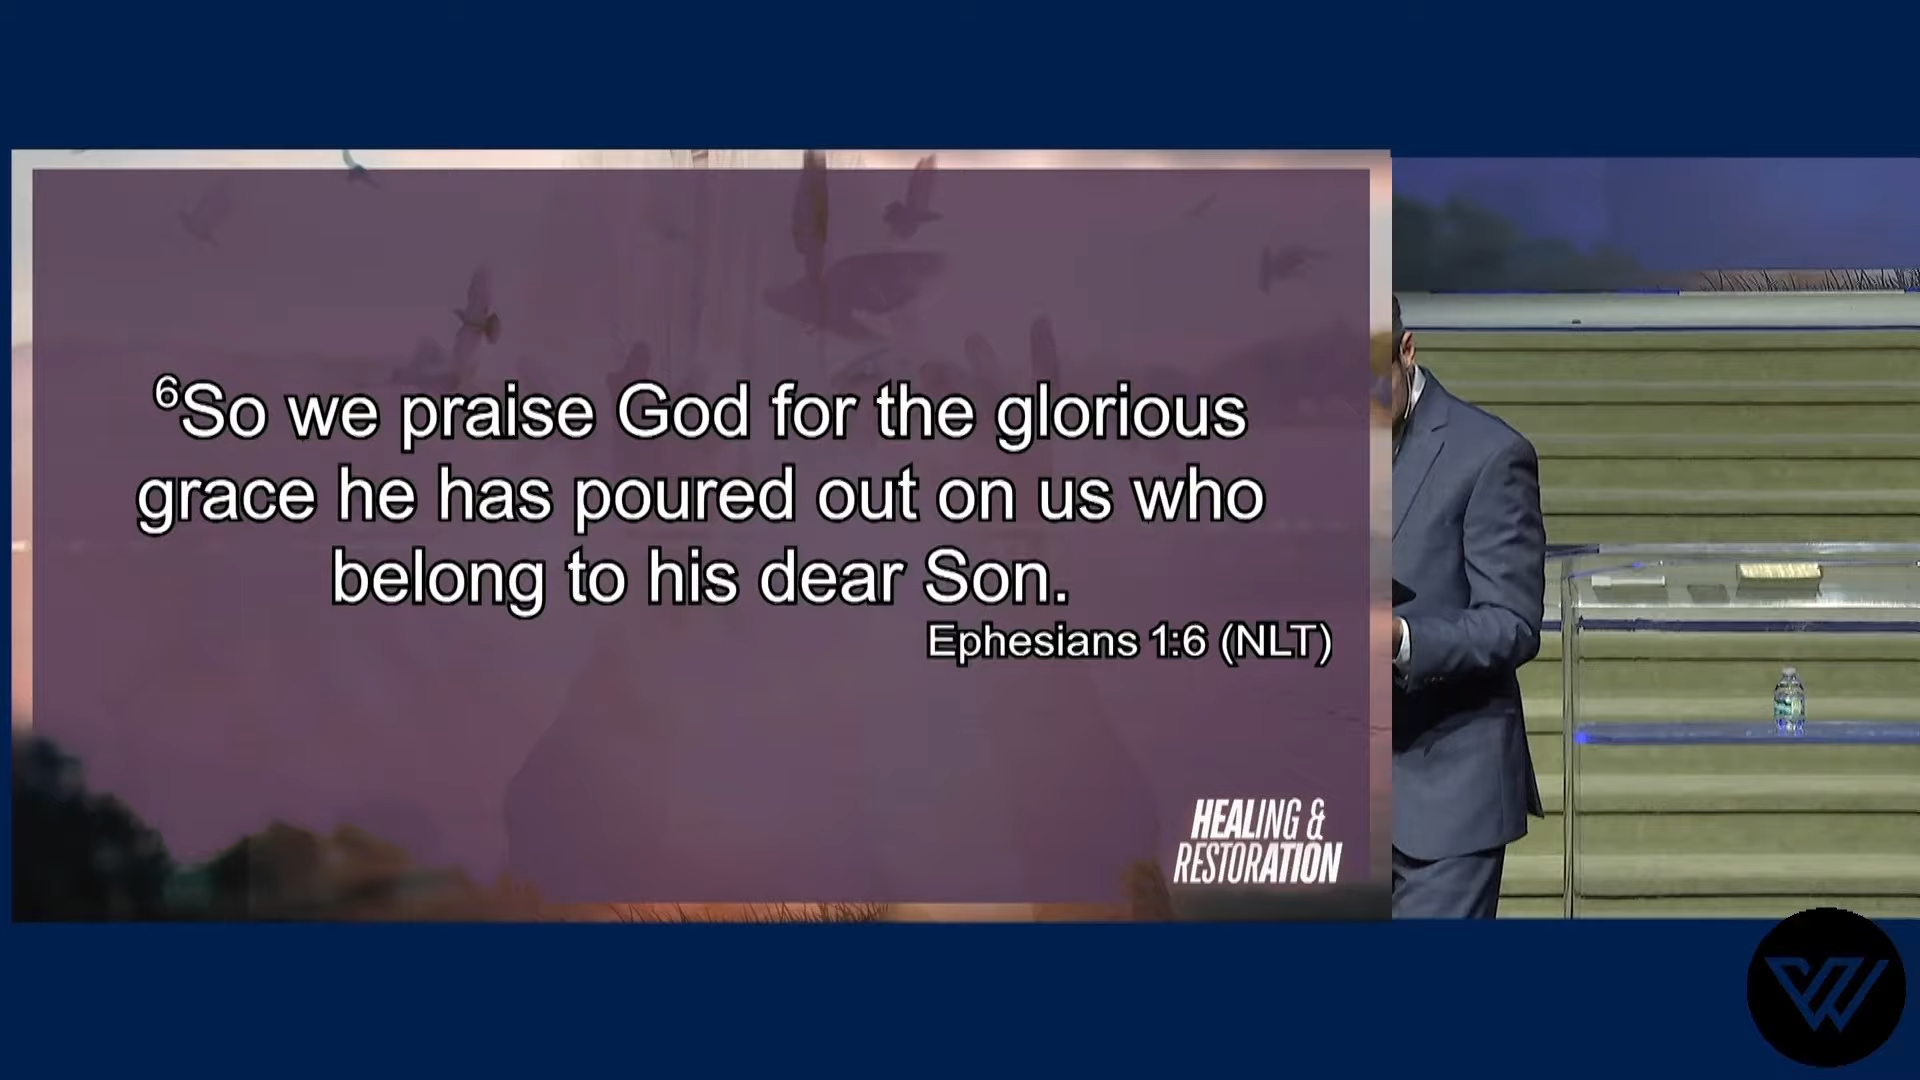 ⁶So we praise God for the glorious
grace he has poured out on us who
belong to his dear Son.
Ephesians 1:6 (NLT)
HEALING &
RESTORATION